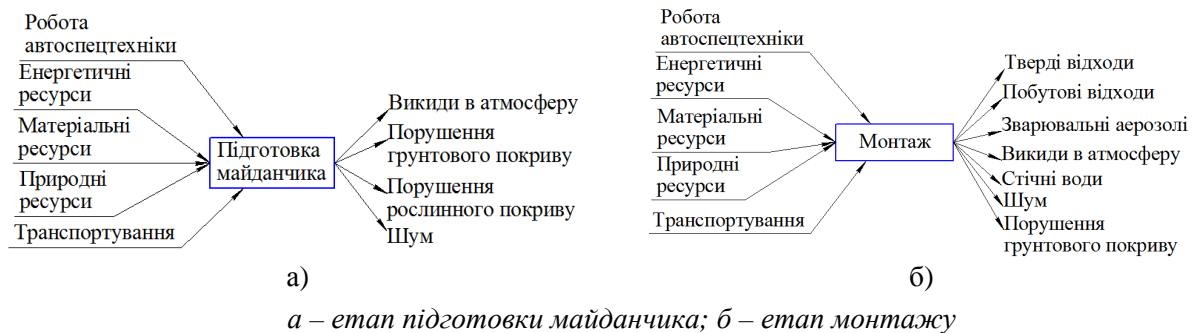 Робота
автоспецтехніки
Енергетичні
ресурси
Матеріальні
ресурси
Природні
ресурси
Транспортування
Підготовка
майданчика
Викиди в атмосферу
Порушення
грунтового покриву
Порушення
рослинного покриву
Шум
а)
Робота
автоспецтехніки
Енергетичні
ресурси
Матеріальні
ресурси
Природні
ресурси
Транспортування
Монтаж
Тверді відходи
Побутові відходи
Зварювальні аерозолі
Викиди в атмосферу
Стічні води
Шум
Порушення
грунтового покриву
б)
а – етап підготовки майданчика; б – етап монтажу